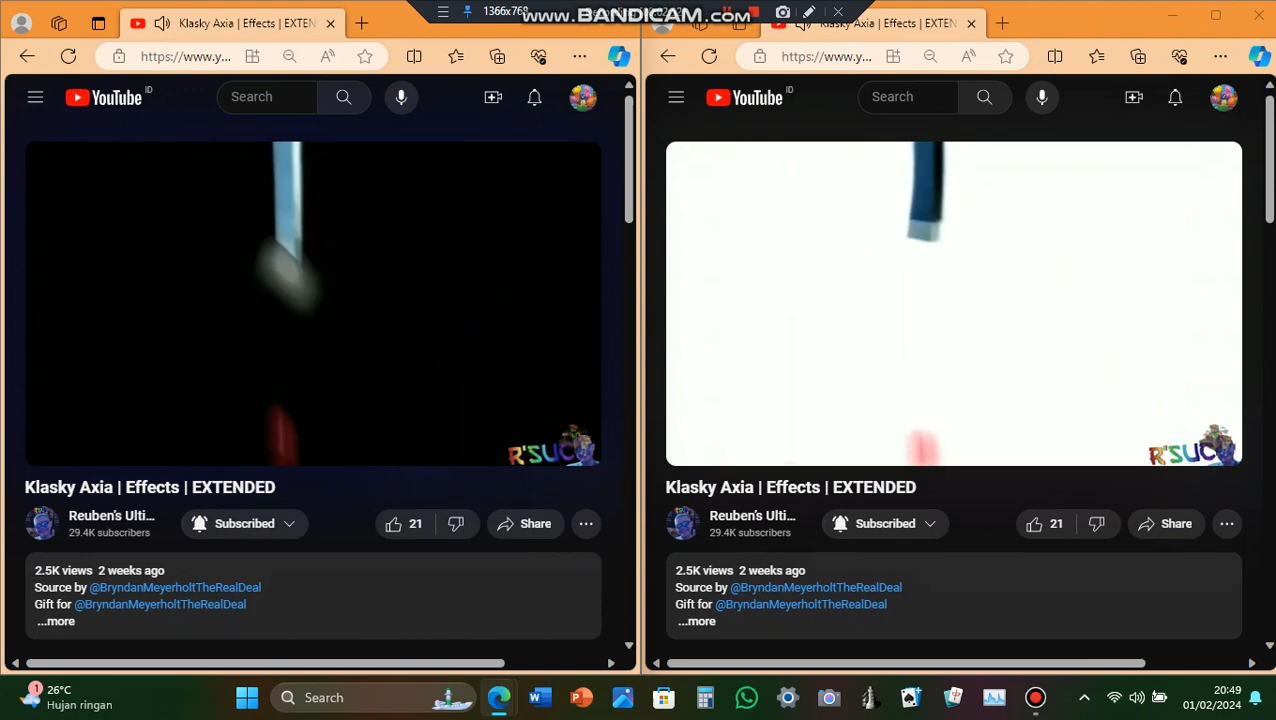 Klasky Axia | Effects | EXTEN
1366x768
www.BANDICAM.com
Klasky Axia | Effects | EXTEN
https://www.y...
https://www.y...
YouTube ID
Search
YouTube ID
Search
R'SUC
R'SUC
Klasky Axia | Effects | EXTENDED
Klasky Axia | Effects | EXTENDED
Reuben's Ulti...
29.4K subscribers
Subscribed
21
Share
Reuben's Ulti...
29.4K subscribers
Subscribed
21
Share
2.5K views 2 weeks ago
Source by @BryndanMeyerholtTheRealDeal
Gift for @BryndanMeyerholtTheRealDeal
...more
2.5K views 2 weeks ago
Source by @BryndanMeyerholtTheRealDeal
Gift for @BryndanMeyerholtTheRealDeal
...more
1
26°C
Hujan ringan
Search
20:49
01/02/2024